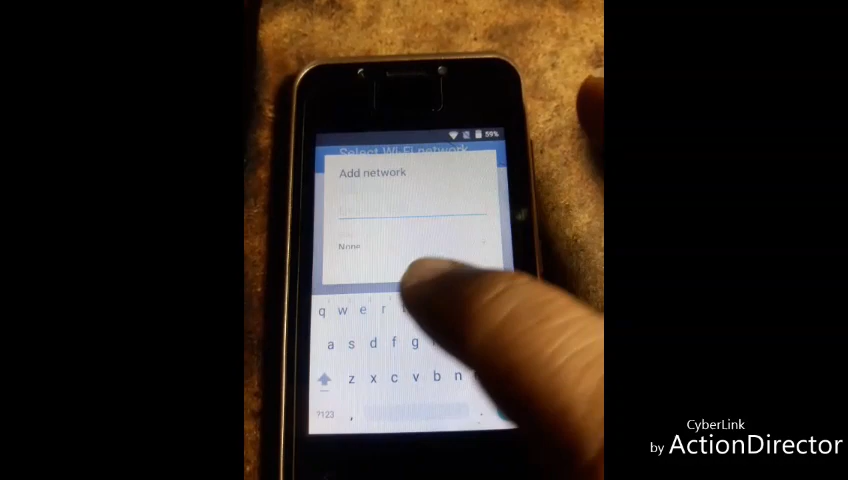 59%
Select Wi-Fi network
Add network
None
q w e r
a s d f g
z x c v b n
?123 , .
CyberLink
by ActionDirector